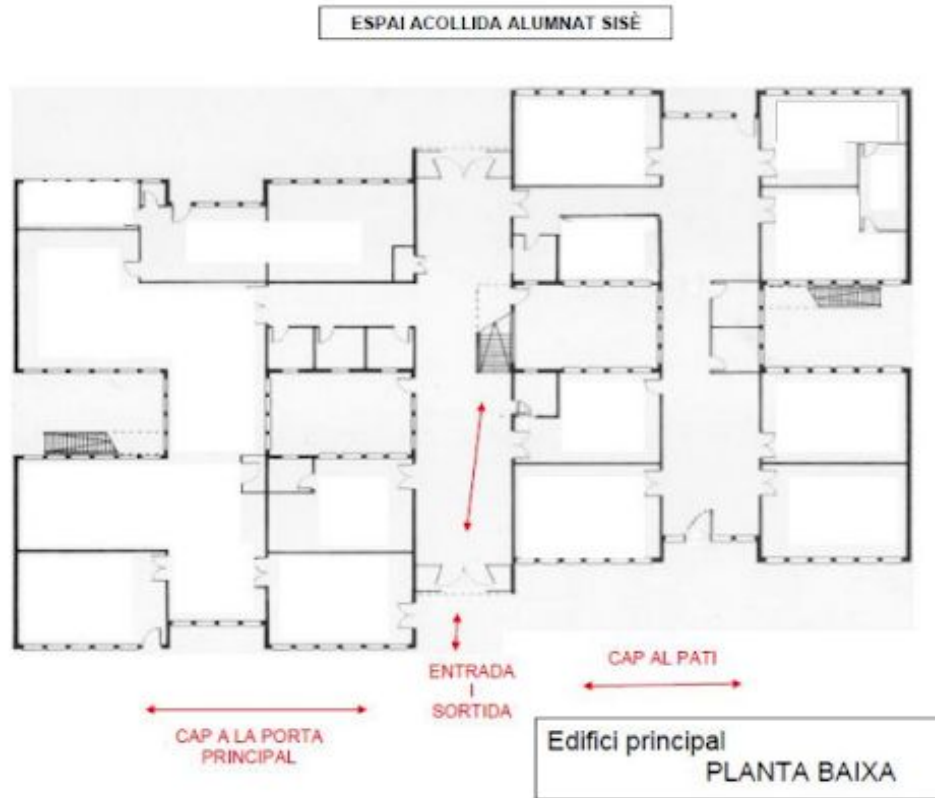 ESPAI ACOLLIDA ALUMNAT SISÈ
ENTRADA
I
SORTIDA
CAP AL PATI
CAP A LA PORTA
PRINCIPAL
Edifici principal
PLANTA BAIXA